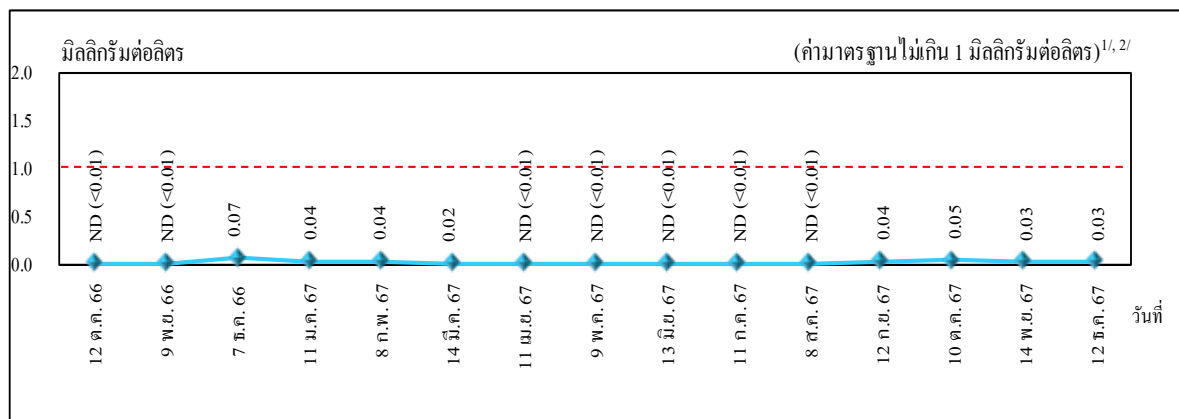 มิลลิกรัมต่อลิตร
(ค่ามาตรฐานไม่เกิน 1 มิลลิกรัมต่อลิตร)1/, 2/
2.0
1.5
1.0
0.5
0.0
ND (<0.01)
ND (<0.01)
0.07
0.04
0.04
0.02
ND (<0.01)
ND (<0.01)
ND (<0.01)
ND (<0.01)
ND (<0.01)
0.04
0.05
0.03
0.03
12 ต.ค. 66
9 พ.ย. 66
7 ธ.ค. 66
11 ม.ค. 67
8 ก.พ. 67
14 มี.ค. 67
11 เม.ย. 67
9 พ.ค. 67
13 มิ.ย. 67
11 ก.ค. 67
8 ส.ค. 67
12 ก.ย. 67
10 ต.ค. 67
14 พ.ย. 67
12 ธ.ค. 67
วันที่